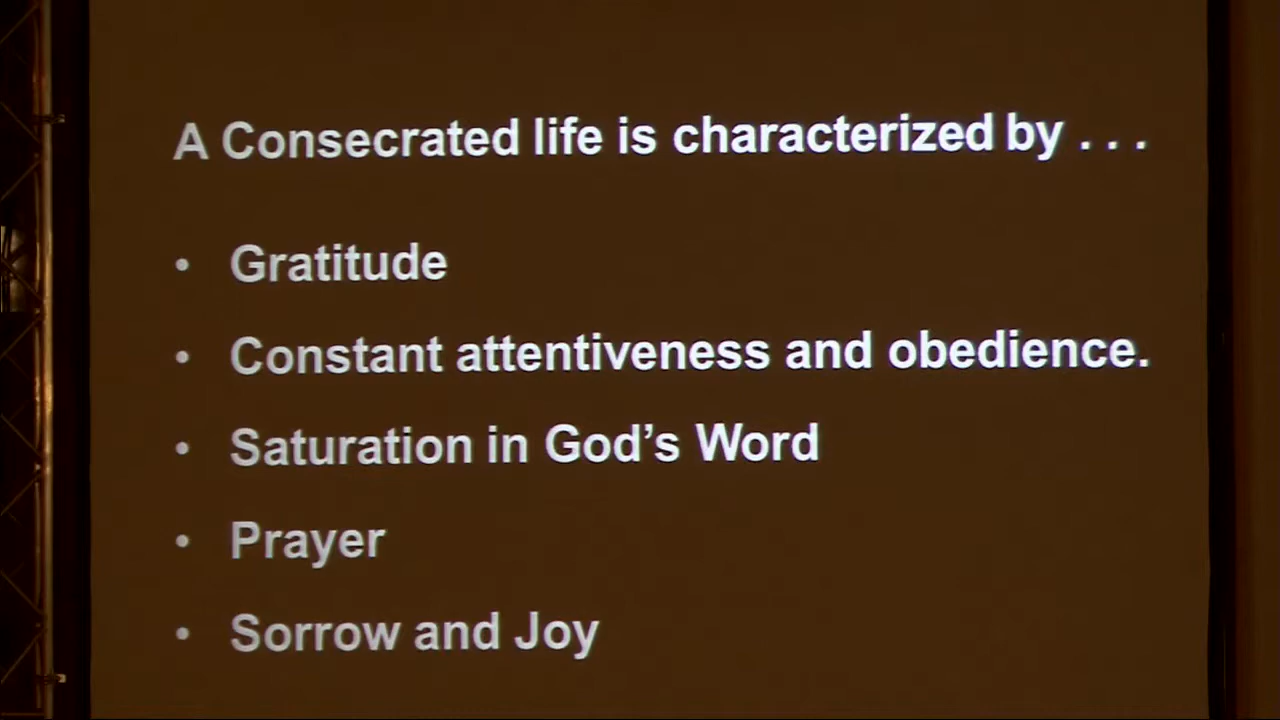 A Consecrated life is characterized by . . .
• Gratitude
• Constant attentiveness and obedience.
• Saturation in God’s Word
• Prayer
• Sorrow and Joy